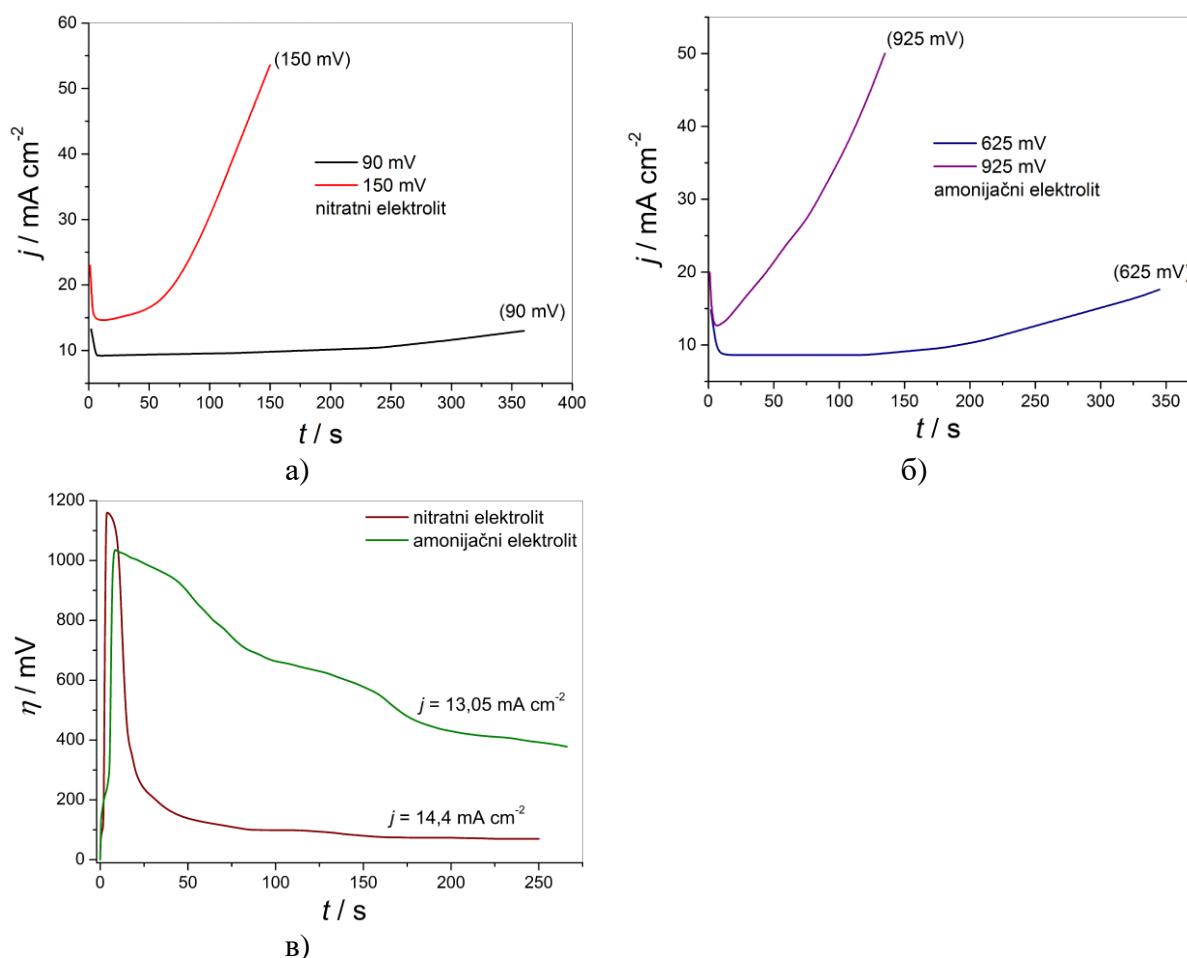 60
50
40
30
20
10
j / mA cm⁻²
(150 mV)
90 mV
150 mV
nitratni elektrolit
(90 mV)
0 50 100 150 200 250 300 350 400
t / s
а)
50
40
30
20
10
j / mA cm⁻²
(925 mV)
625 mV
925 mV
amonijačni elektrolit
(625 mV)
0 50 100 150 200 250 300 350
t / s
б)
1200
1000
800
600
400
200
0
η / mV
nitratni elektrolit
amonijačni elektrolit
j = 13,05 mA cm⁻²
j = 14,4 mA cm⁻²
0 50 100 150 200 250
t / s
в)